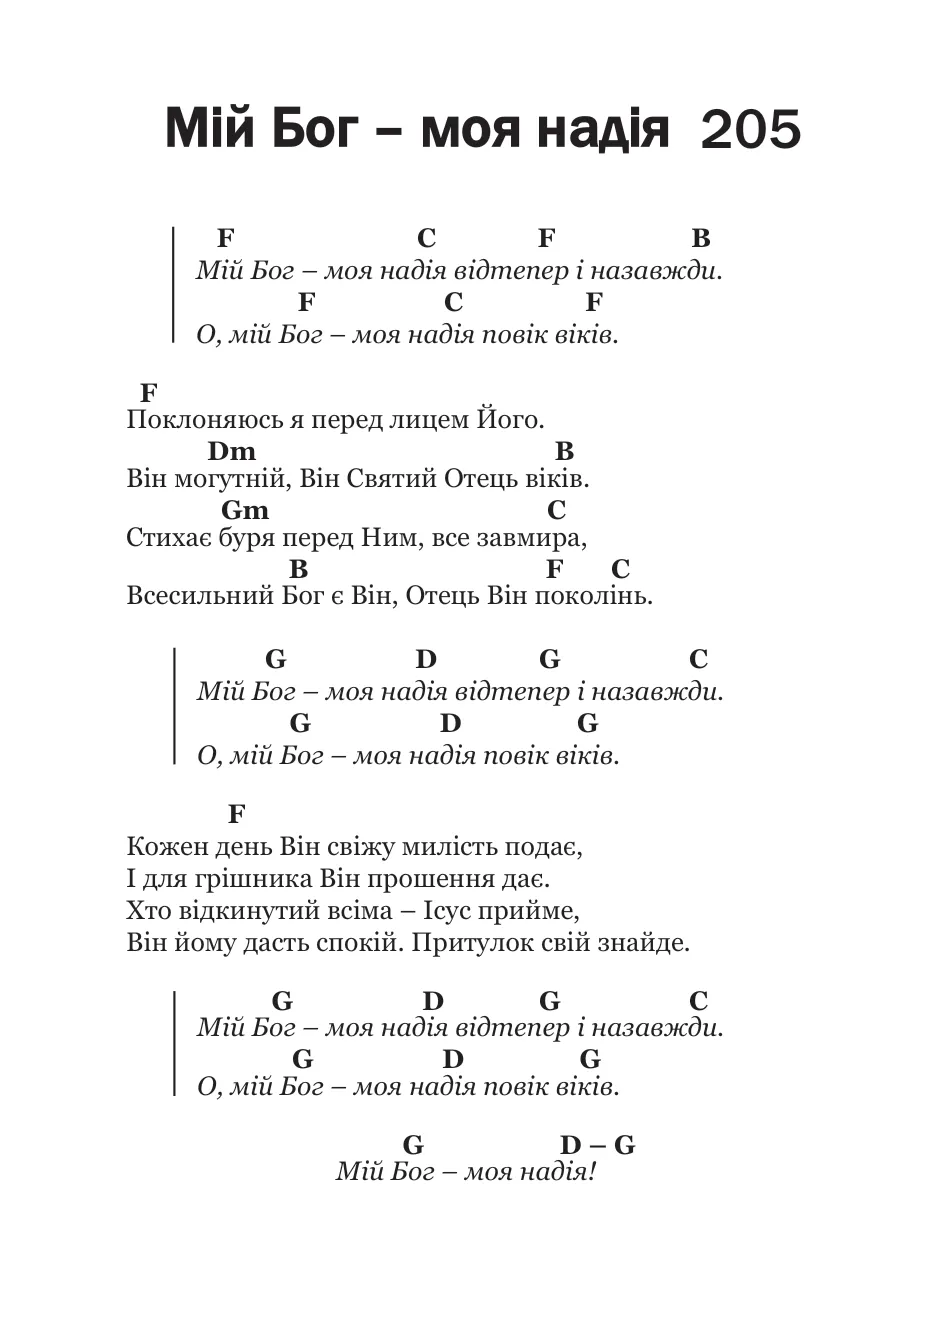 Мій Бог – моя надія 205
F C F B
Мій Бог – моя надія відтепер і назавжди.
F C F
О, мій Бог – моя надія повік віків.
F
Поклоняюсь я перед лицем Його.
Dm B
Він могутній, Він Святий Отець віків.
Gm C
Стихає буря перед Ним, все завмира,
B F C
Всесильний Бог є Він, Отець Він поколінь.
G D G C
Мій Бог – моя надія відтепер і назавжди.
G D G
О, мій Бог – моя надія повік віків.
F
Кожен день Він свіжу милість подає,
І для грішника Він прошення дає.
Хто відкинутий всіма – Ісус прийме,
Він йому дасть спокій. Притулок свій знайде.
G D G C
Мій Бог – моя надія відтепер і назавжди.
G D G
О, мій Бог – моя надія повік віків.
G D – G
Мій Бог – моя надія!